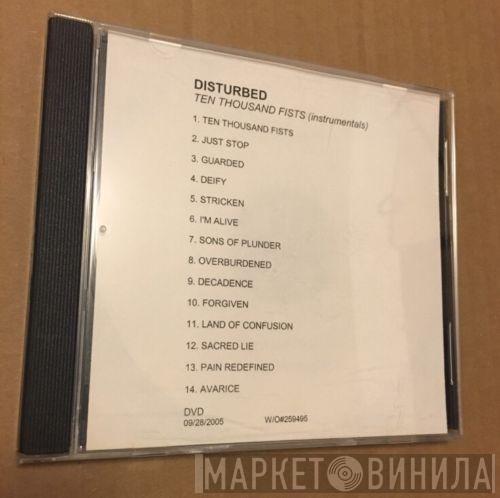 DISTURBED
TEN THOUSAND FISTS (instrumentals)
1. TEN THOUSAND FISTS
2. JUST STOP
3. GUARDED
4. DEIFY
5. STRICKEN
6. I'M ALIVE
7. SONS OF PLUNDER
8. OVERBURDENED
9. DECADENCE
10. FORGIVEN
11. LAND OF CONFUSION
12. SACRED LIE
13. PAIN REDEFINED
14. AVARICE
DVD
09/28/2005 W/O#259495
МАРКЕТ ВИНИЛА